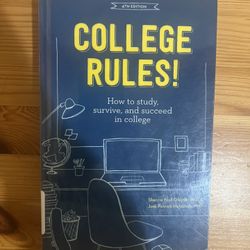 4TH EDITION
COLLEGE
RULES!
How to study,
survive, and succeed
in college